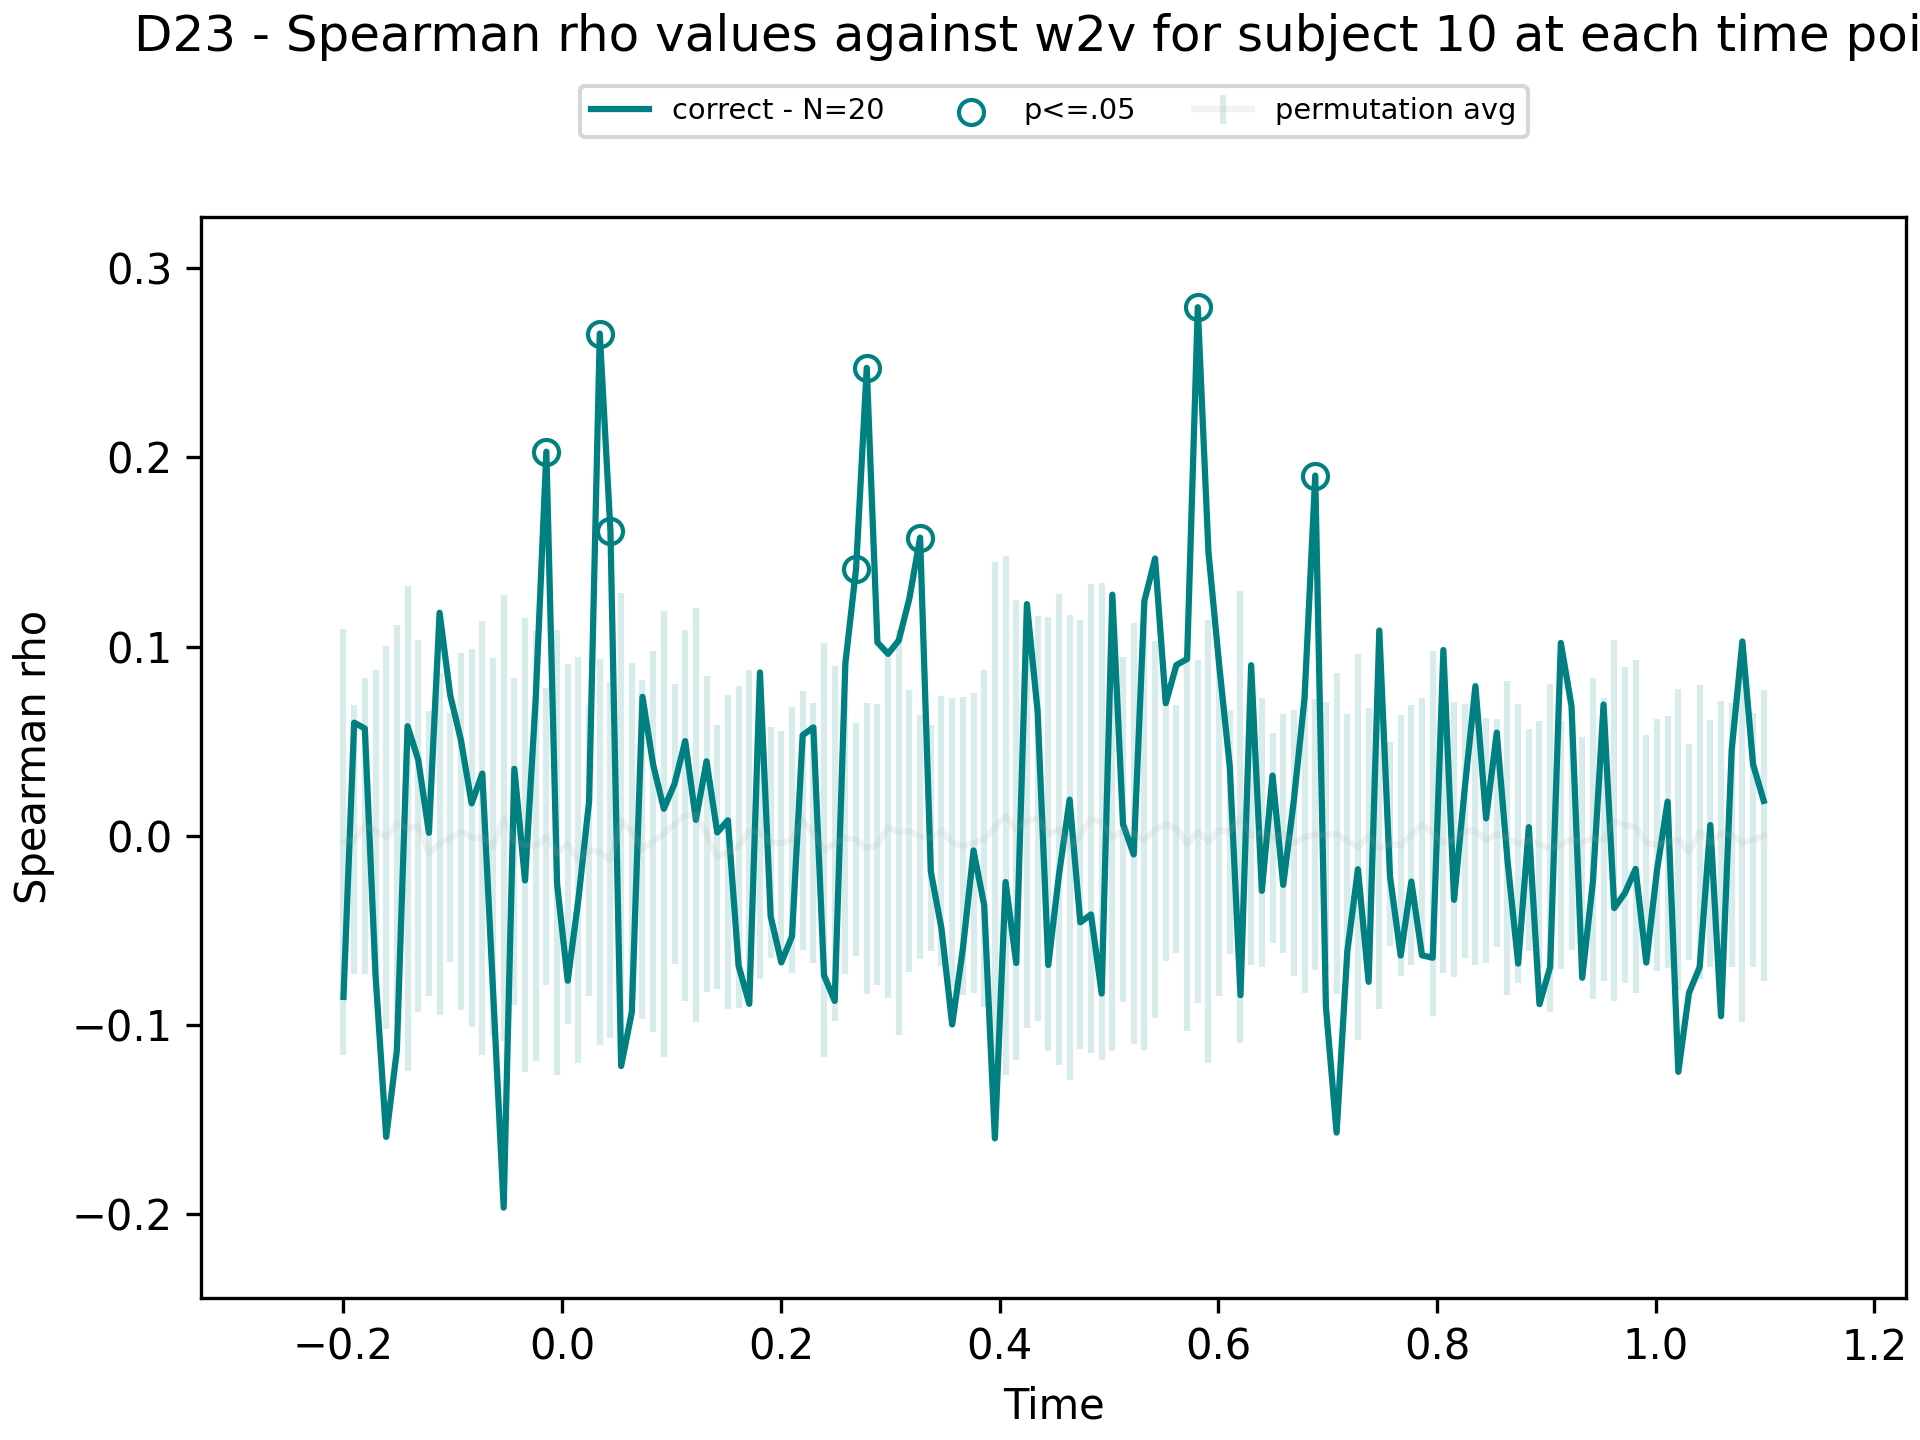 D23 - Spearman rho values against w2v for subject 10 at each time poi
correct - N=20
p<=.05
permutation avg
0.3
0.2
0.1
0.0
−0.1
−0.2
Spearman rho
−0.2 0.0 0.2 0.4 0.6 0.8 1.0 1.2
Time